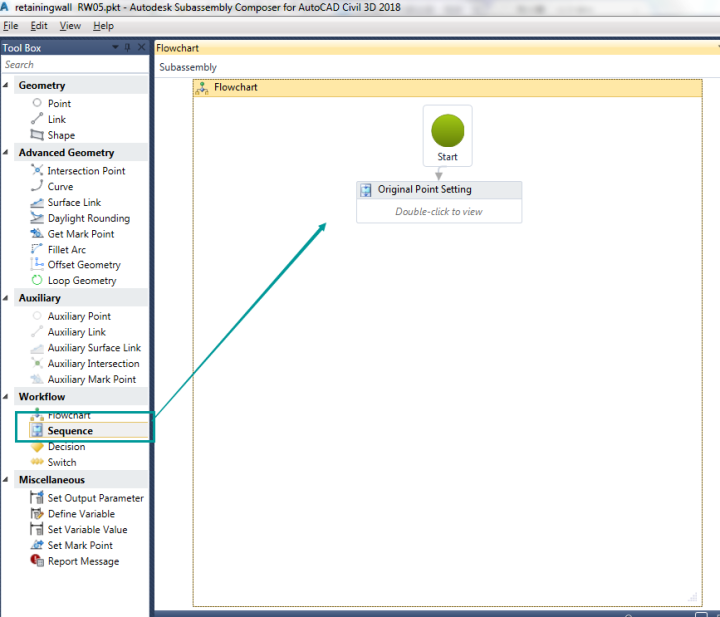 retainingwall RW05.pkt - Autodesk Subassembly Composer for AutoCAD Civil 3D 2018
File Edit View Help
Tool Box
Search
Geometry
Point
Link
Shape
Advanced Geometry
Intersection Point
Curve
Surface Link
Daylight Rounding
Get Mark Point
Fillet Arc
Offset Geometry
Loop Geometry
Auxiliary
Auxiliary Point
Auxiliary Link
Auxiliary Surface Link
Auxiliary Intersection
Auxiliary Mark Point
Workflow
Flowchart
Sequence
Decision
Switch
Miscellaneous
Set Output Parameter
Define Variable
Set Variable Value
Set Mark Point
Report Message
Flowchart
Subassembly
Flowchart
Start
Original Point Setting
Double-click to view